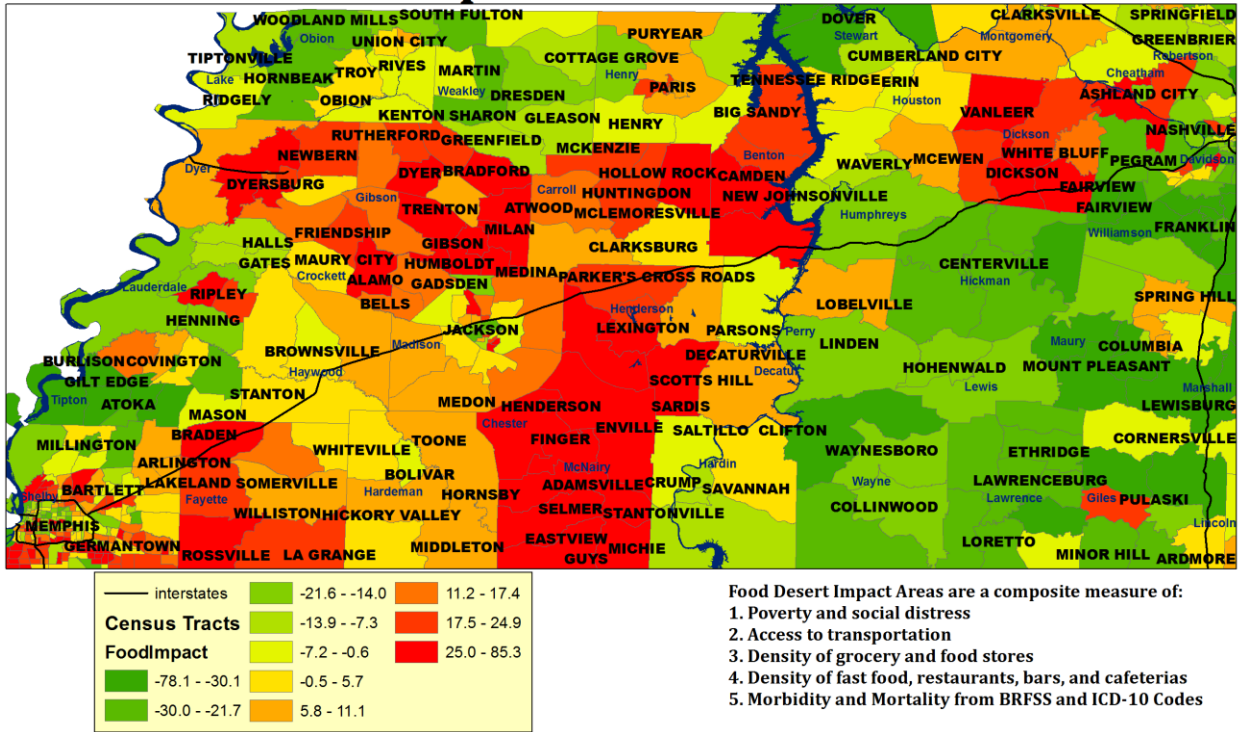 WOODLAND MILLS
SOUTH FULTON
Obion
UNION CITY
PURYEAR
DOVER
Stewart
CLARKSVILLE
Montgomery
SPRINGFIELD
GREENBRIER
Robertson
TIPTONVILLE
TROY
RIVES
MARTIN
COTTAGE GROVE
Henry
CUMBERLAND CITY
Cheatham
Lake
HORNBEAK
Weakley
DRESDEN
PARIS
TENNESSEE RIDGE
ERIN
Houston
ASHLAND CITY
RIDGELY
OBION
KENTON
SHARON
GLEASON
HENRY
BIG SANDY
VANLEER
NASHVILLE
RUTHERFORD
GREENFIELD
MCKENZIE
Dickson
WHITE BLUFF
PEGRAM
Davidson
NEWBERN
Dyer
DYERSBURG
DYER
BRADFORD
HOLLOW ROCK
Benton
CAMDEN
WAVERLY
MCEWEN
DICKSON
FAIRVIEW
Gibson
TRENTON
Carroll
ATWOOD
HUNTINGDON
MCLEMORESVILLE
NEW JOHNSONVILLE
Humphreys
FAIRVIEW
Williamson
FRANKLIN
FRIENDSHIP
MILAN
HALLS
GATES
MAURY CITY
Crockett
GIBSON
HUMBOLDT
CLARKSBURG
CENTERVILLE
Hickman
Lauderdale
RIPLEY
ALAMO
GADSDEN
MEDINA
PARKER'S CROSS ROADS
HENNING
BELLS
Henderson
LOBELVILLE
SPRING HILL
JACKSON
LEXINGTON
PARSONS
Perry
LINDEN
Maury
COLUMBIA
BURLISON
COVINGTON
BROWNSVILLE
Madison
Haywood
DECATURVILLE
Decatu
HOHENWALD
Lewis
MOUNT PLEASANT
GILT EDGE
Tipton
ATOKA
STANTON
SCOTTS HILL
Marshall
MASON
MEDON
HENDERSON
Chester
SARDIS
LEWISBURG
MILLINGTON
BRADEN
WHITEVILLE
TOONE
FINGER
ENVILLE
SALTILLO
CLIFTON
WAYNESBORO
ETHRIDGE
CORNERSVILLE
ARLINGTON
BOLIVAR
McNairy
Hardin
Shelby
BARTLETT
LAKELAND
SOMERVILLE
Fayette
Hardeman
HORNSBY
ADAMSVILLE
CRUMP
SAVANNAH
Wayne
LAWRENCEBURG
Lawrence
Giles
PULASKI
MEMPHIS
WILLISTON
HICKORY VALLEY
SELMER
STANTONVILLE
COLLINWOOD
Lincoln
GERMANTOWN
ROSSVILLE
LA GRANGE
MIDDLETON
EASTVIEW
GUYS
MICHIE
LORETTO
MINOR HILL
ARDMORE
interstates
Census Tracts
FoodImpact
-78.1 - -30.1
-30.0 - -21.7
-21.6 - -14.0
-13.9 - -7.3
-7.2 - -0.6
-0.5 - 5.7
5.8 - 11.1
11.2 - 17.4
17.5 - 24.9
25.0 - 85.3
Food Desert Impact Areas are a composite measure of:
1. Poverty and social distress
2. Access to transportation
3. Density of grocery and food stores
4. Density of fast food, restaurants, bars, and cafeterias
5. Morbidity and Mortality from BRFSS and ICD-10 Codes